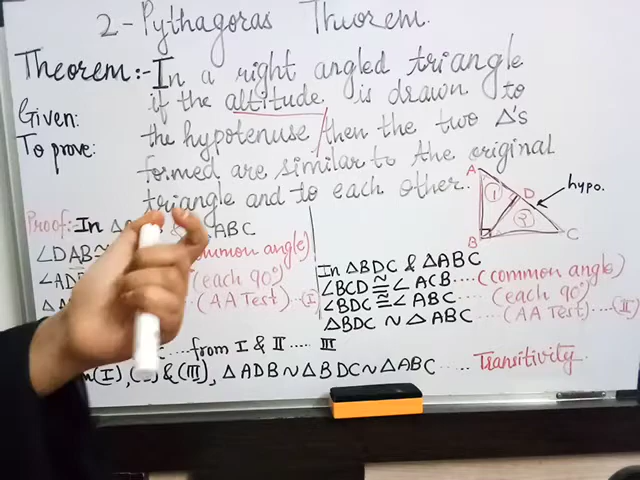 2-Pythagoras Thuorem.
Theorem:- In a right angled triangle
if the altitude is drawn to
Given:
the hypotenuse then the two Δ's
To prove:
formed are similar to the original
triangle and to each other.
A
D
B
C
1
2
hypo.
Proof: In Δ & ABC
∠DAB≅ (common angle)
∠AD (each 90°)
(AA Test)...(I)
In ΔBDC & ΔABC
∠BCD ≅ ∠ACB....(common angle)
∠BDC ≅ ∠ABC... (each 90°)
ΔBDC ~ ΔABC ...(AA Test)...(II)
...from I & II..... III
(I), & (III), ΔADB~ΔBDC~ΔABC ..... Transitivity.